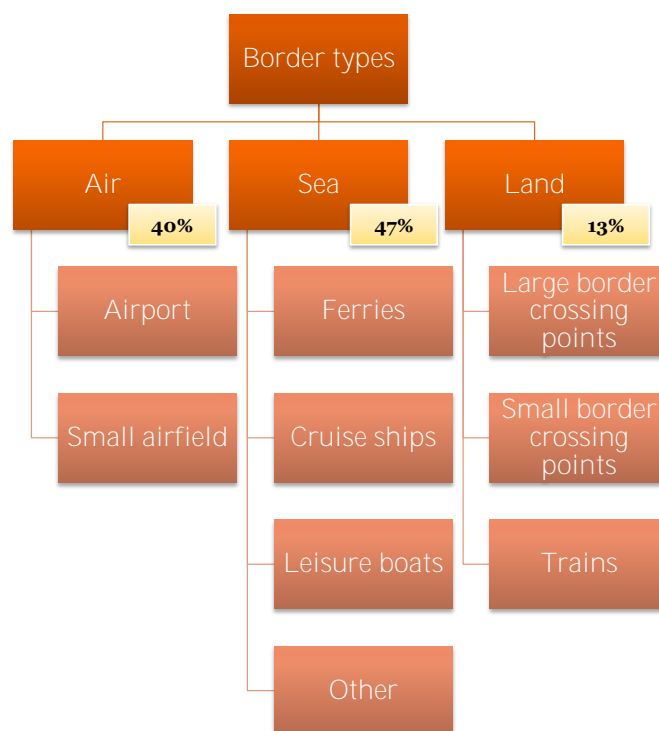 Border types
Air
40%
Sea
47%
Land
13%
Airport
Ferries
Large border
crossing
points
Small airfield
Cruise ships
Small border
crossing
points
Leisure boats
Trains
Other